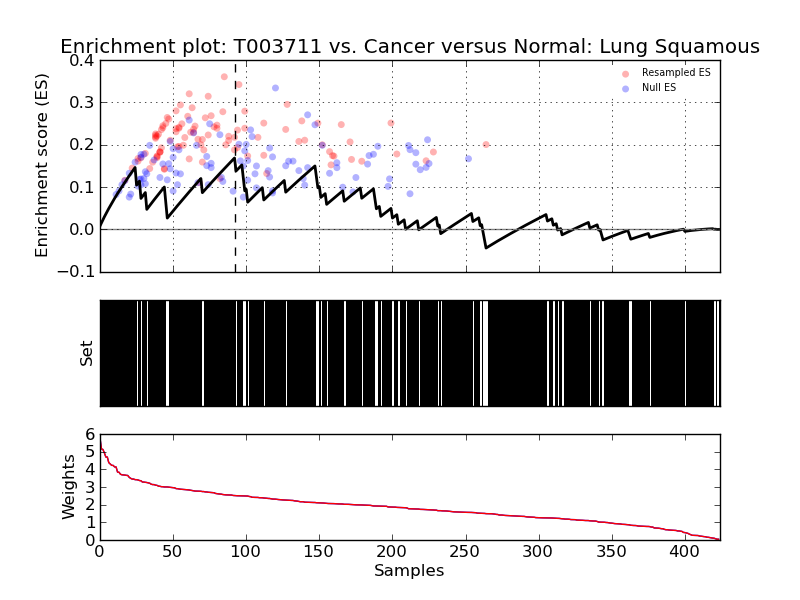 Enrichment plot: T003711 vs. Cancer versus Normal: Lung Squamous
0.4
0.3
0.2
0.1
0.0
−0.1
Enrichment score (ES)
Resampled ES
Null ES
Set
6
5
4
3
2
1
0
Weights
0 50 100 150 200 250 300 350 400
Samples